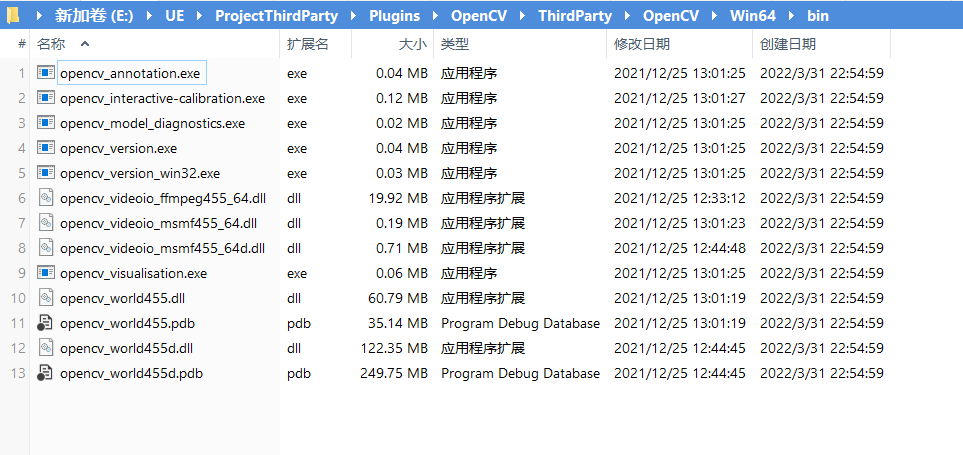 新加卷 (E:) UE ProjectThirdParty Plugins OpenCV ThirdParty OpenCV Win64 bin
# 名称 扩展名 大小 类型 修改日期 创建日期
1 opencv_annotation.exe exe 0.04 MB 应用程序 2021/12/25 13:01:25 2022/3/31 22:54:59
2 opencv_interactive-calibration.exe exe 0.12 MB 应用程序 2021/12/25 13:01:27 2022/3/31 22:54:59
3 opencv_model_diagnostics.exe exe 0.02 MB 应用程序 2021/12/25 13:01:25 2022/3/31 22:54:59
4 opencv_version.exe exe 0.04 MB 应用程序 2021/12/25 13:01:25 2022/3/31 22:54:59
5 opencv_version_win32.exe exe 0.03 MB 应用程序 2021/12/25 13:01:25 2022/3/31 22:54:59
6 opencv_videoio_ffmpeg455_64.dll dll 19.92 MB 应用程序扩展 2021/12/25 12:33:12 2022/3/31 22:54:59
7 opencv_videoio_msmf455_64.dll dll 0.19 MB 应用程序扩展 2021/12/25 13:01:23 2022/3/31 22:54:59
8 opencv_videoio_msmf455_64d.dll dll 0.71 MB 应用程序扩展 2021/12/25 12:44:48 2022/3/31 22:54:59
9 opencv_visualisation.exe exe 0.06 MB 应用程序 2021/12/25 13:01:25 2022/3/31 22:54:59
10 opencv_world455.dll dll 60.79 MB 应用程序扩展 2021/12/25 13:01:19 2022/3/31 22:54:59
11 opencv_world455.pdb pdb 35.14 MB Program Debug Database 2021/12/25 13:01:19 2022/3/31 22:54:59
12 opencv_world455d.dll dll 122.35 MB 应用程序扩展 2021/12/25 12:44:45 2022/3/31 22:54:59
13 opencv_world455d.pdb pdb 249.75 MB Program Debug Database 2021/12/25 12:44:45 2022/3/31 22:54:59